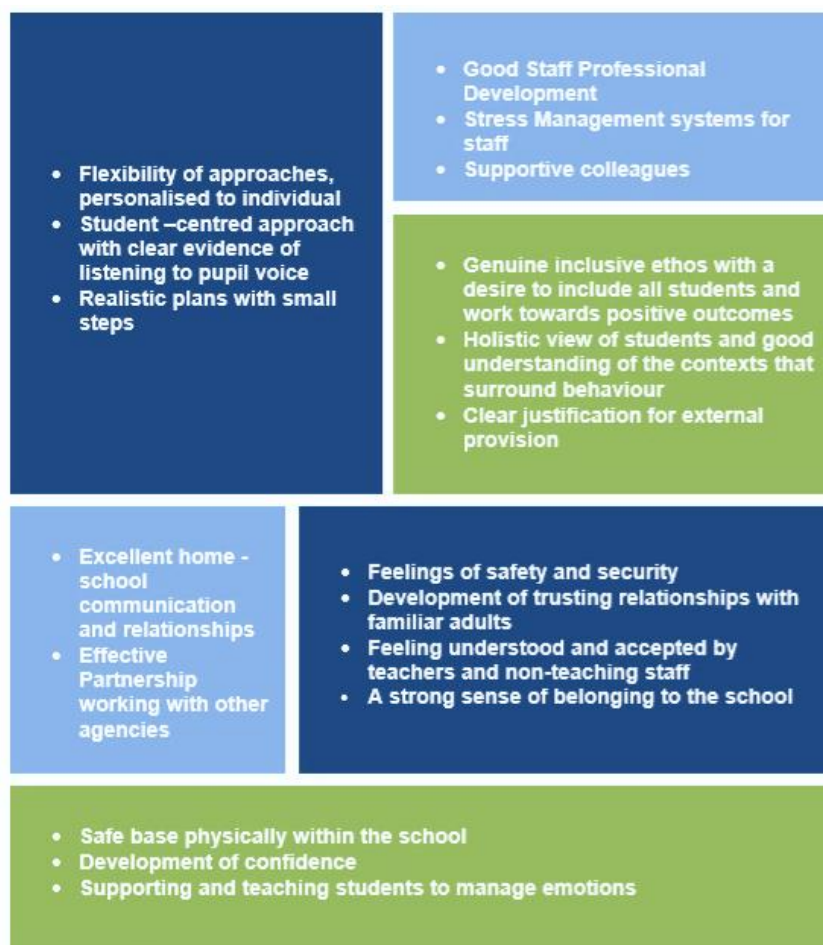 • Flexibility of approaches,
personalised to individual
• Student –centred approach
with clear evidence of
listening to pupil voice
• Realistic plans with small
steps
• Good Staff Professional
Development
• Stress Management systems for
staff
• Supportive colleagues
• Genuine inclusive ethos with a
desire to include all students and
work towards positive outcomes
• Holistic view of students and good
understanding of the contexts that
surround behaviour
• Clear justification for external
provision
• Excellent home -
school
communication
and relationships
• Effective
Partnership
working with other
agencies
• Feelings of safety and security
• Development of trusting relationships with
familiar adults
• Feeling understood and accepted by
teachers and non-teaching staff
• A strong sense of belonging to the school
• Safe base physically within the school
• Development of confidence
• Supporting and teaching students to manage emotions